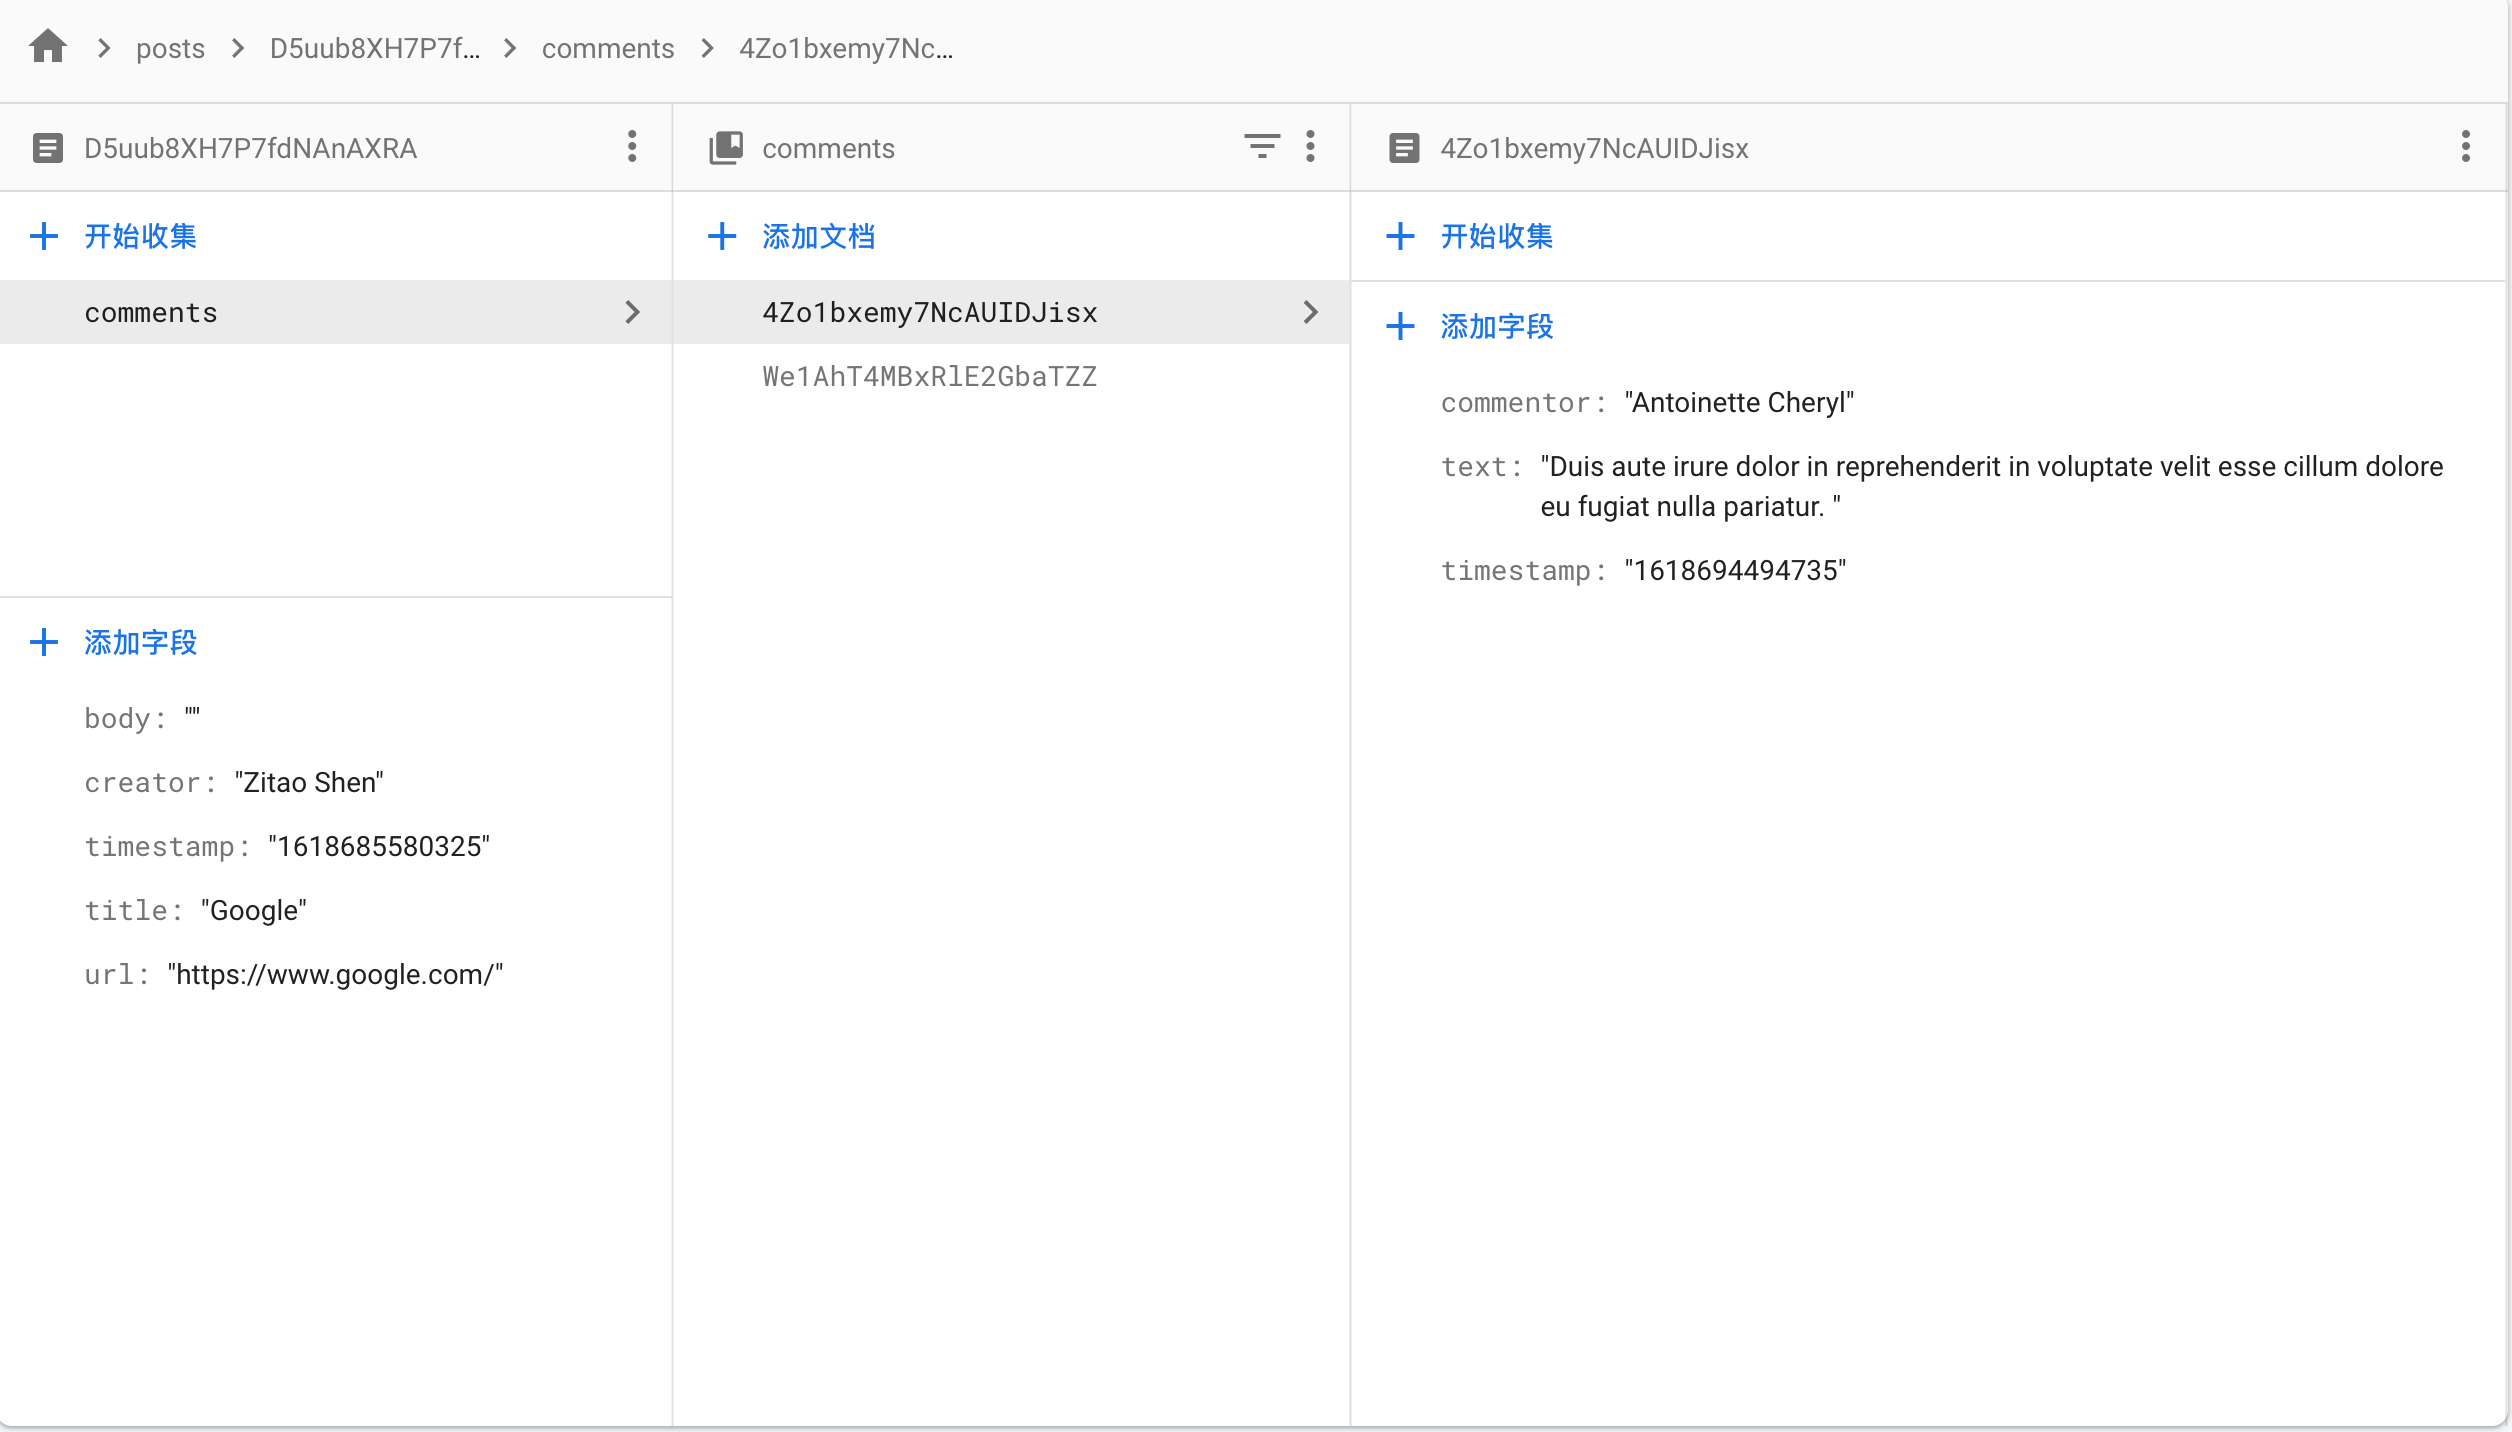 posts D5uub8XH7P7f... comments 4Zo1bxemy7Nc...
D5uub8XH7P7fdNAnAXRA
开始收集
comments
添加字段
body: ""
creator: "Zitao Shen"
timestamp: "1618685580325"
title: "Google"
url: "https://www.google.com/"
comments
添加文档
4Zo1bxemy7NcAUIDJisx
We1AhT4MBxRlE2GbaTZZ
4Zo1bxemy7NcAUIDJisx
开始收集
添加字段
commentor: "Antoinette Cheryl"
text: "Duis aute irure dolor in reprehenderit in voluptate velit esse cillum dolore
eu fugiat nulla pariatur. "
timestamp: "1618694494735"